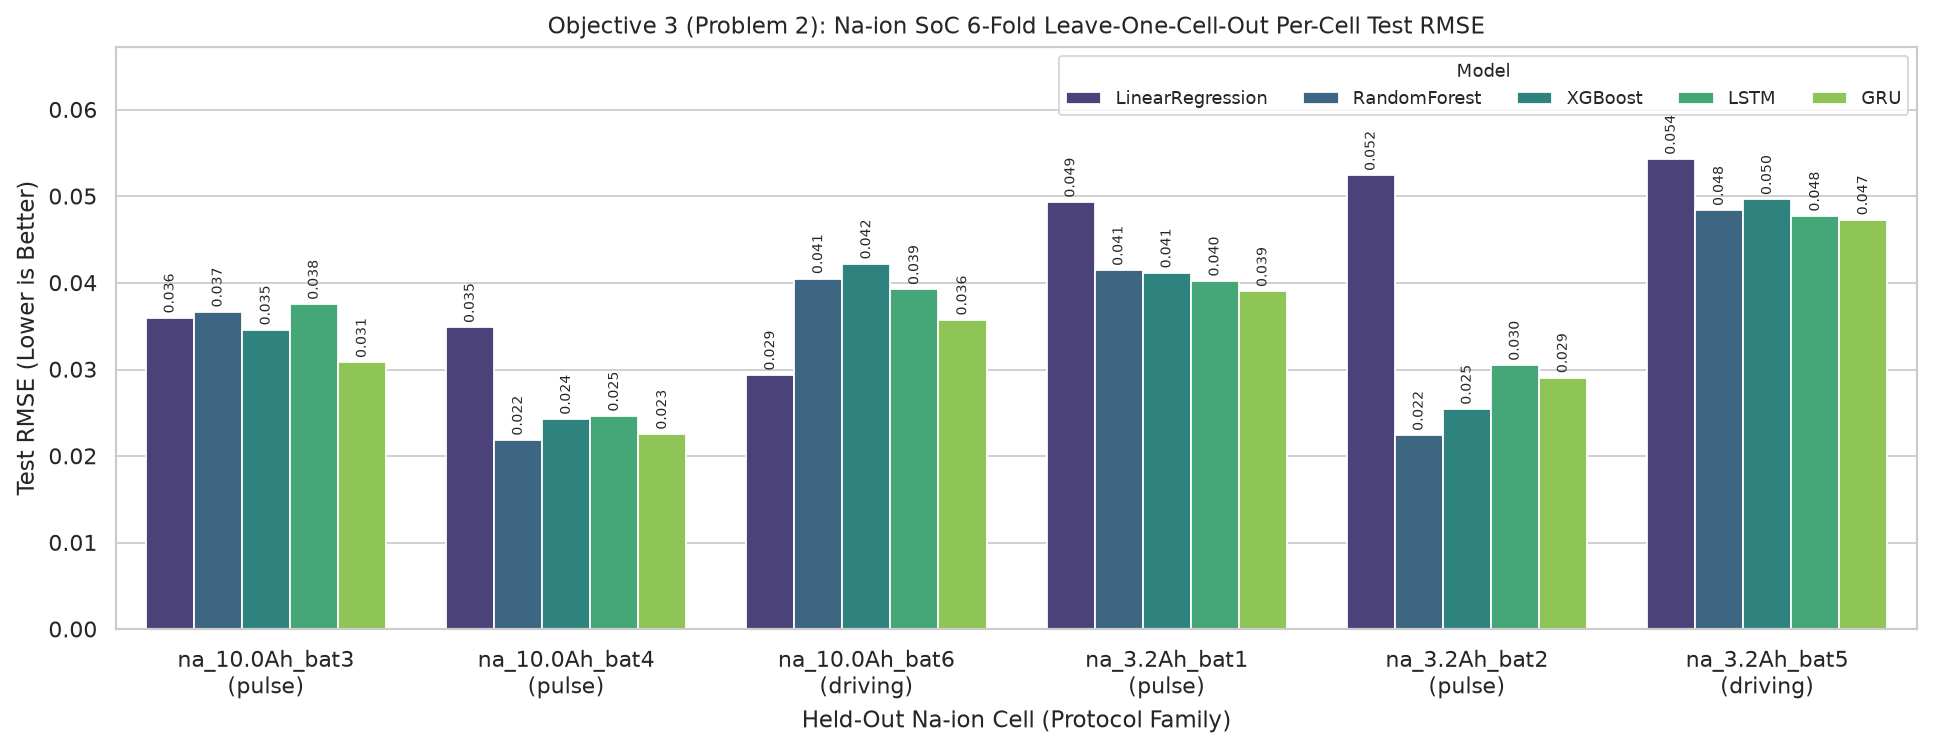 Objective 3 (Problem 2): Na-ion SoC 6-Fold Leave-One-Cell-Out Per-Cell Test RMSE
Model
LinearRegression RandomForest XGBoost LSTM GRU
Test RMSE (Lower is Better)
0.06
0.05
0.04
0.03
0.02
0.01
0.00
0.036 0.037 0.035 0.038 0.031
0.035 0.022 0.024 0.025 0.023
0.029 0.041 0.042 0.039 0.036
0.049 0.041 0.041 0.040 0.039
0.052 0.022 0.025 0.030 0.029
0.054 0.048 0.050 0.048 0.047
na_10.0Ah_bat3 na_10.0Ah_bat4 na_10.0Ah_bat6 na_3.2Ah_bat1 na_3.2Ah_bat2 na_3.2Ah_bat5
(pulse) (pulse) (driving) (pulse) (pulse) (driving)
Held-Out Na-ion Cell (Protocol Family)